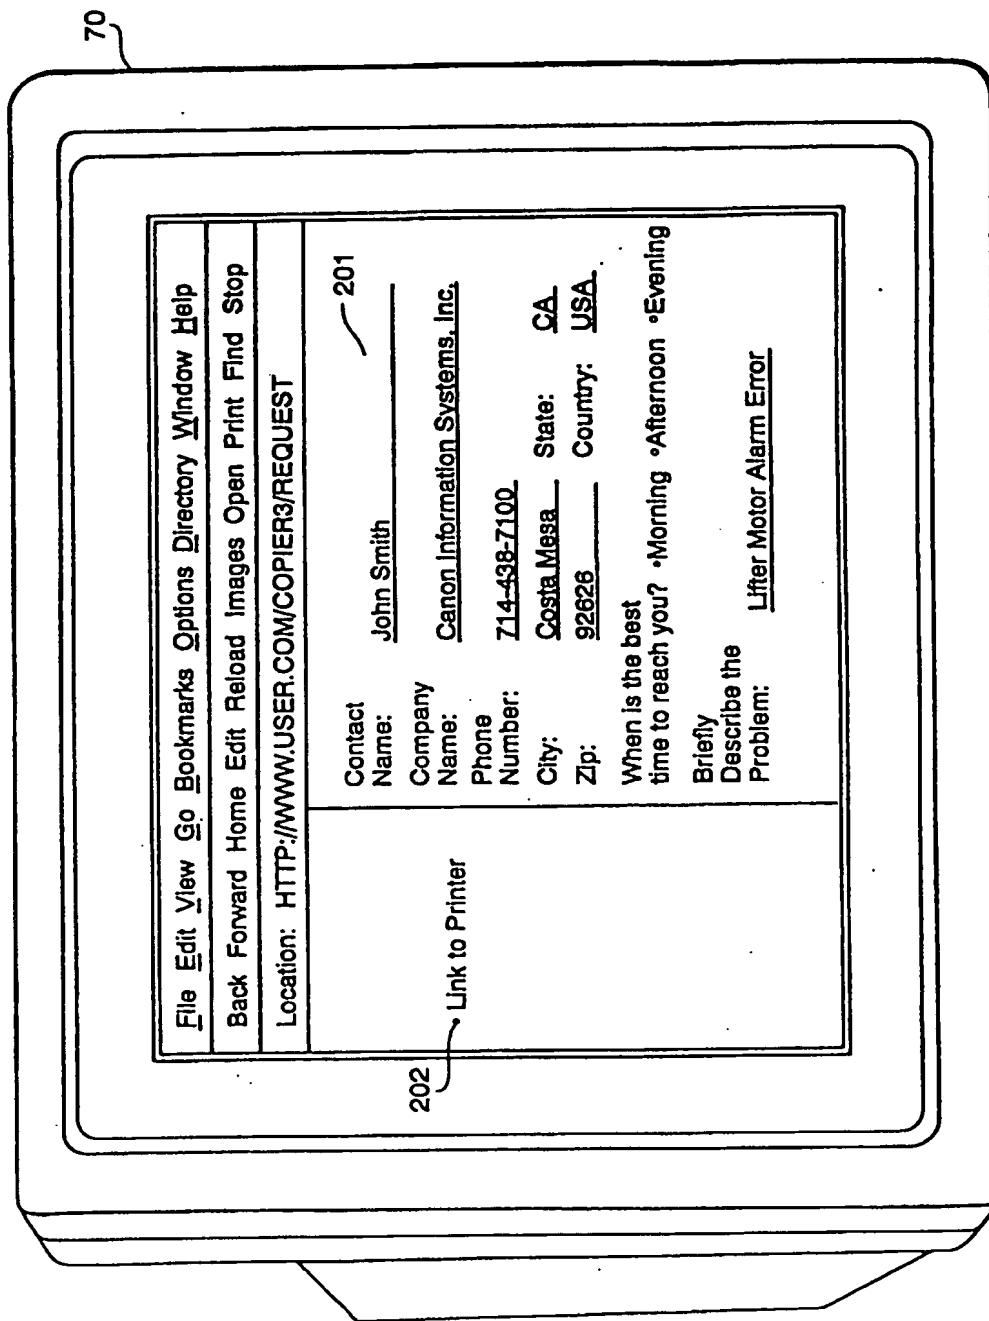 70
File Edit View Go Bookmarks Options Directory Window Help
Back Forward Home Edit Reload Images Open Print Find Stop
Location: HTTP://WWW.USER.COM/COPIER3/REQUEST
201
202
• Link to Printer
Contact
Name: John Smith
Company
Name: Canon Information Systems, Inc.
Phone
Number: 714-438-7100
City: Costa Mesa State: CA
Zip: 92626 Country: USA
When is the best
time to reach you? •Morning °Afternoon °Evening
Briefly
Describe the
Problem: Lifter Motor Alarm Error